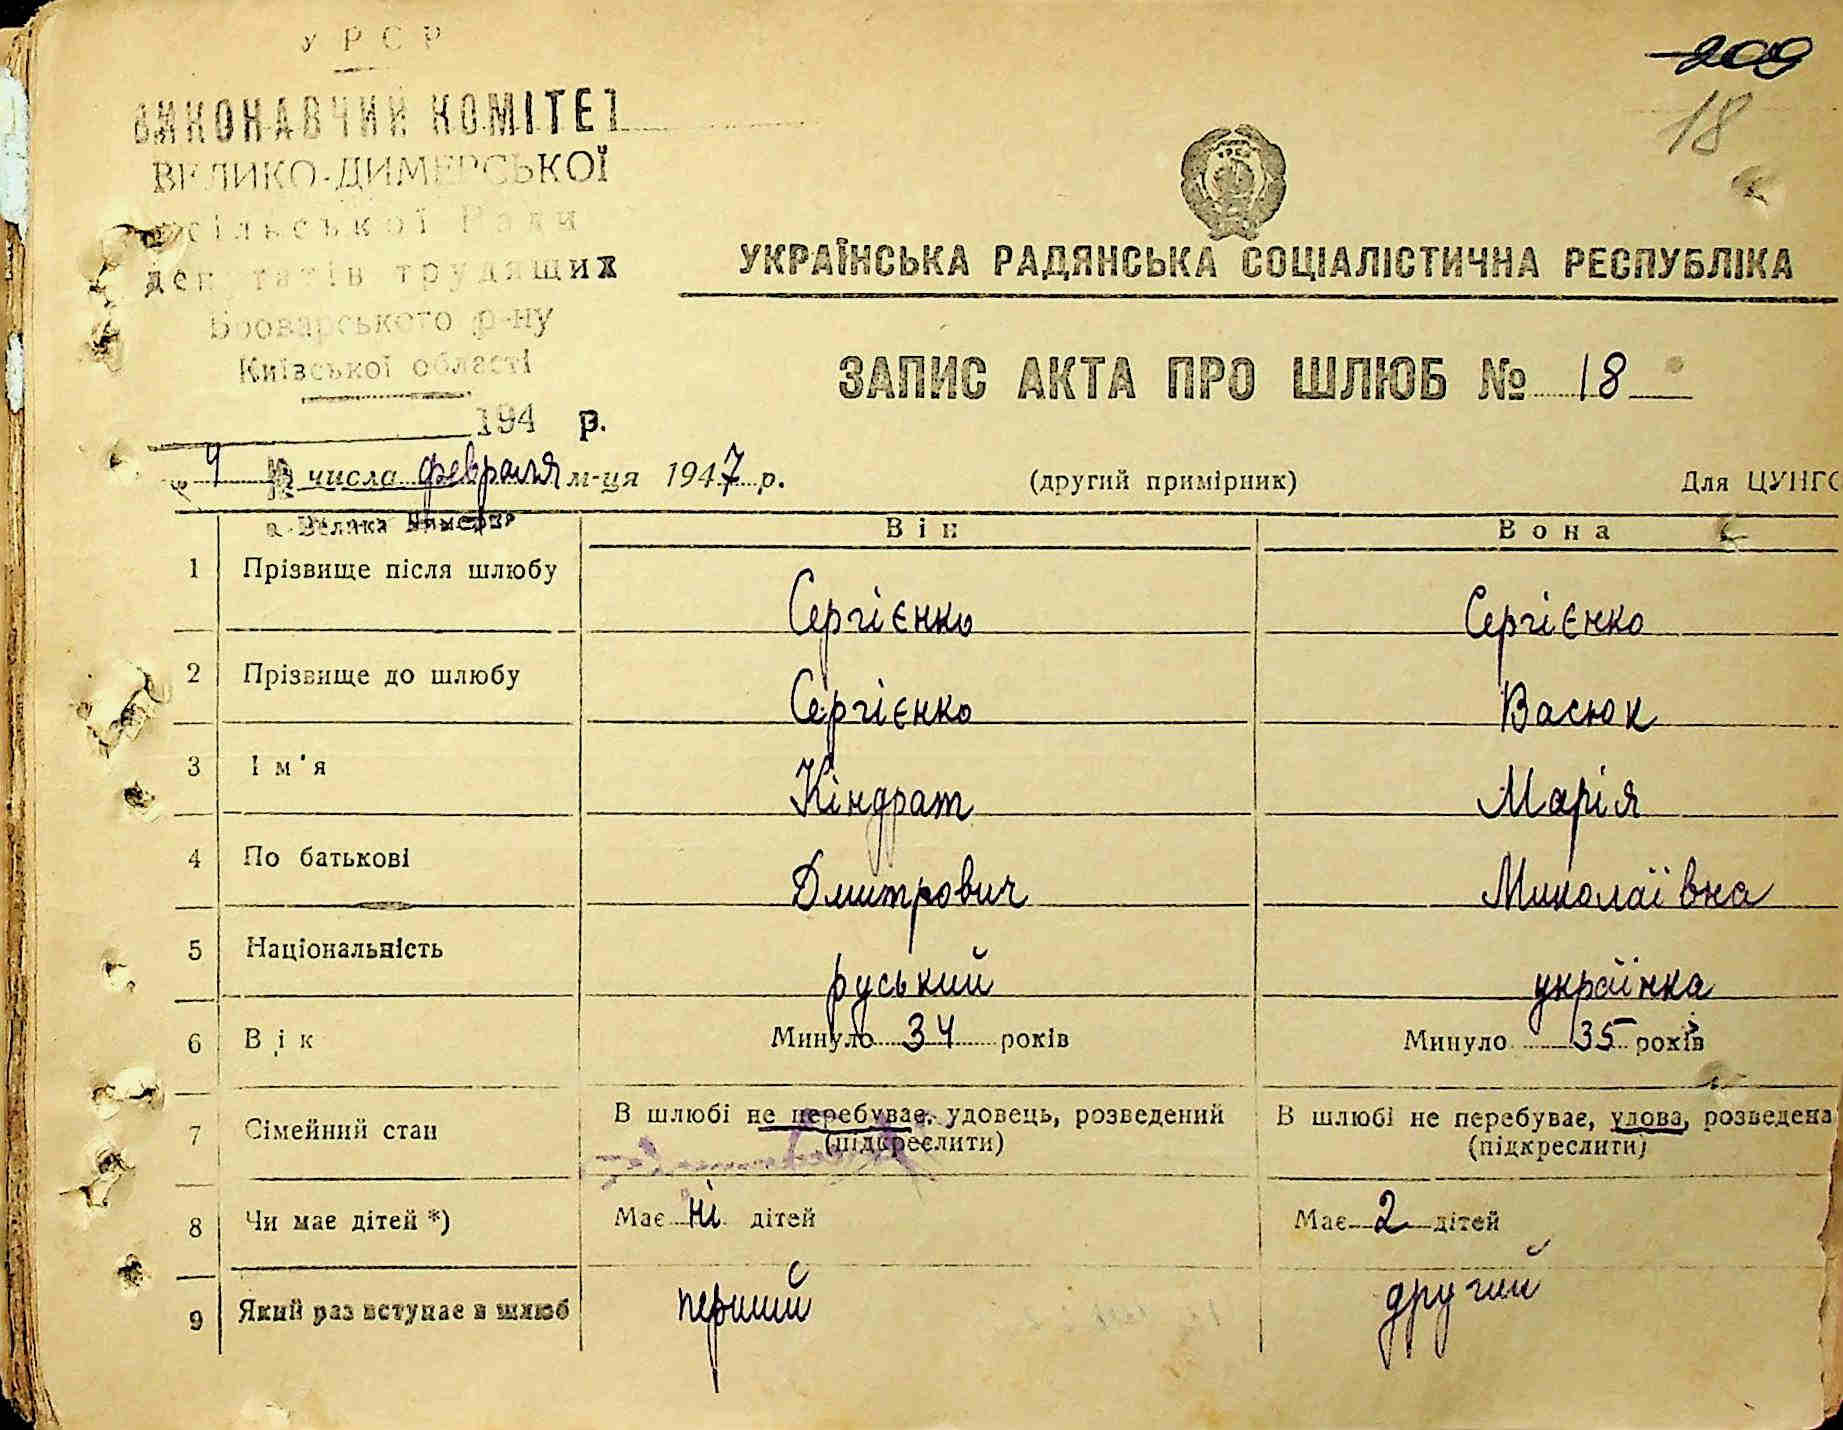 УРСР
ВИКОНАВЧИЙ КОМІТЕТ
ВЕЛИКО-ДИМЕРСЬКОЇ
сільської Ради
депутатів трудящих
Броварського р-ну
Київської області
194 р.
209
18
УКРАЇНСЬКА РАДЯНСЬКА СОЦІАЛІСТИЧНА РЕСПУБЛІКА
ЗАПИС АКТА ПРО ШЛЮБ № 18
числа февраля м-ця 1947 р.
(другий примірник)
Для ЦУНГО
с. Велика Димерка
Він Вона
1 Прізвище після шлюбу Сергієнко Сергієнко
2 Прізвище до шлюбу Сергієнко Васюк
3 Ім'я Кіндрат Марія
4 По батькові Дмитрович Миколаївна
5 Національність руський українка
6 Вік Минуло 34 років Минуло 35 років
7 Сімейний стан В шлюбі не перебуває, удовець, розведений В шлюбі не перебуває, удова, розведена
(підкреслити) (підкреслити)
8 Чи має дітей *) Має ні дітей Має 2 дітей
9 Який раз вступає в шлюб перший другий